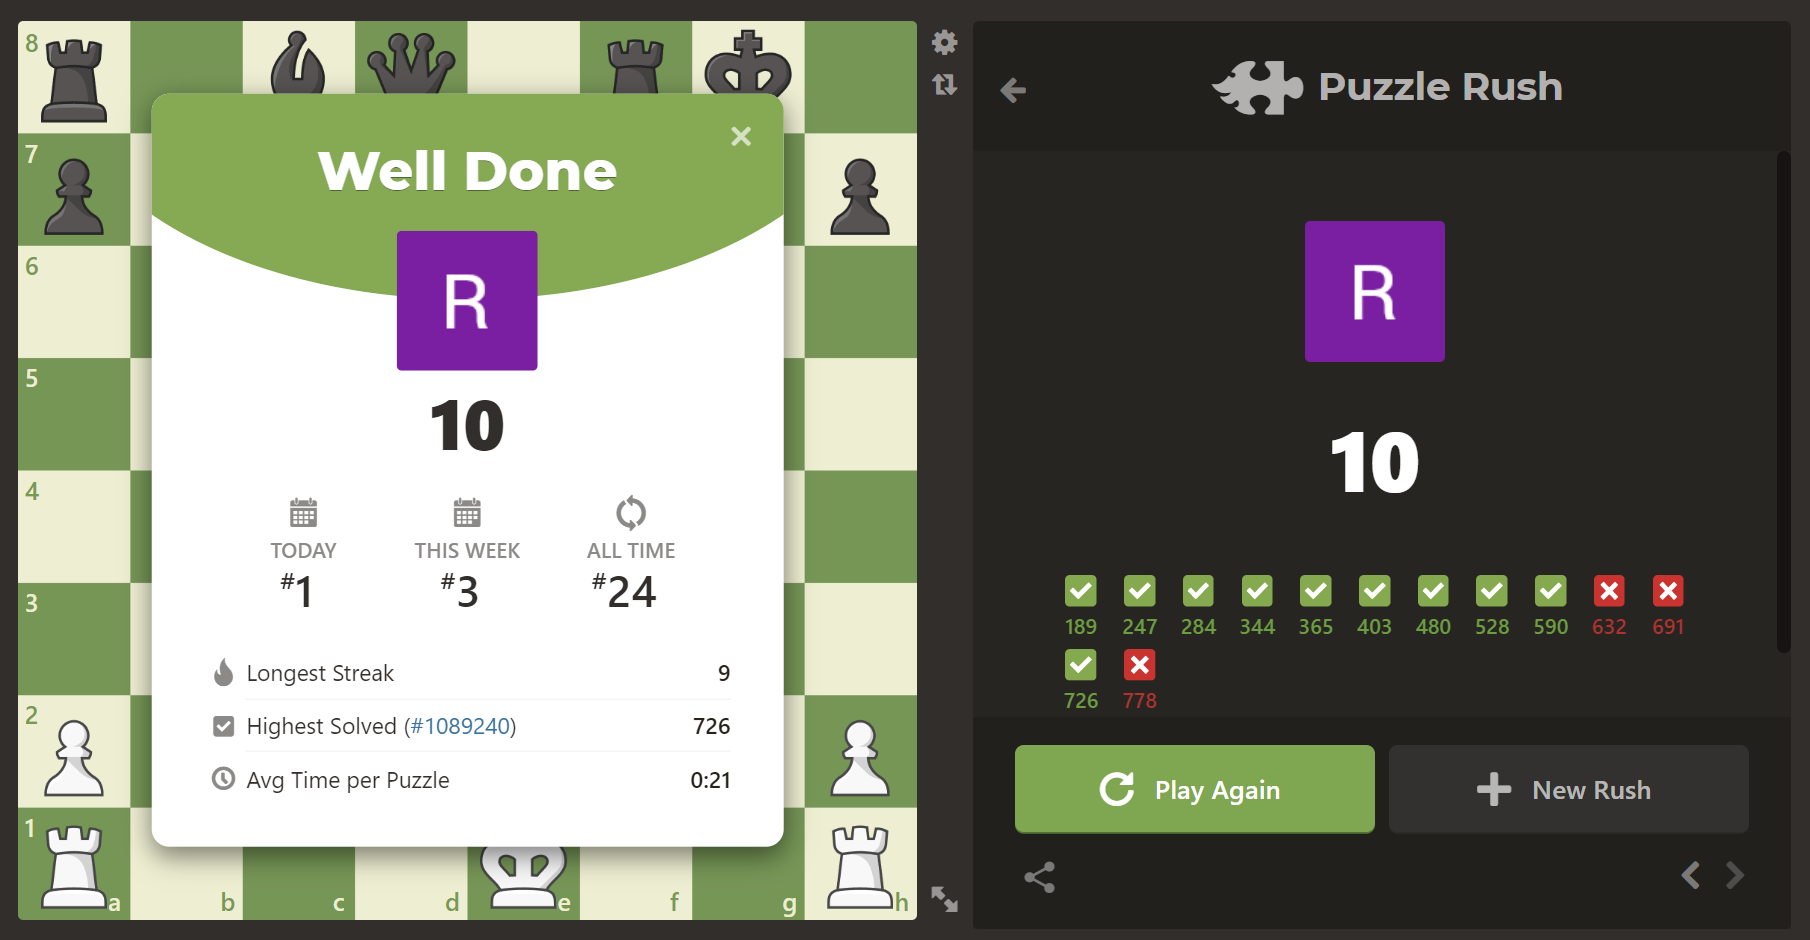 8
7
6
5
4
3
2
1
a b c d e f g h
Well Done
R
10
TODAY THIS WEEK ALL TIME
#1 #3 #24
Longest Streak 9
Highest Solved (#1089240) 726
Avg Time per Puzzle 0:21
Puzzle Rush
R
10
189 247 284 344 365 403 480 528 590 632 691
726 778
Play Again New Rush